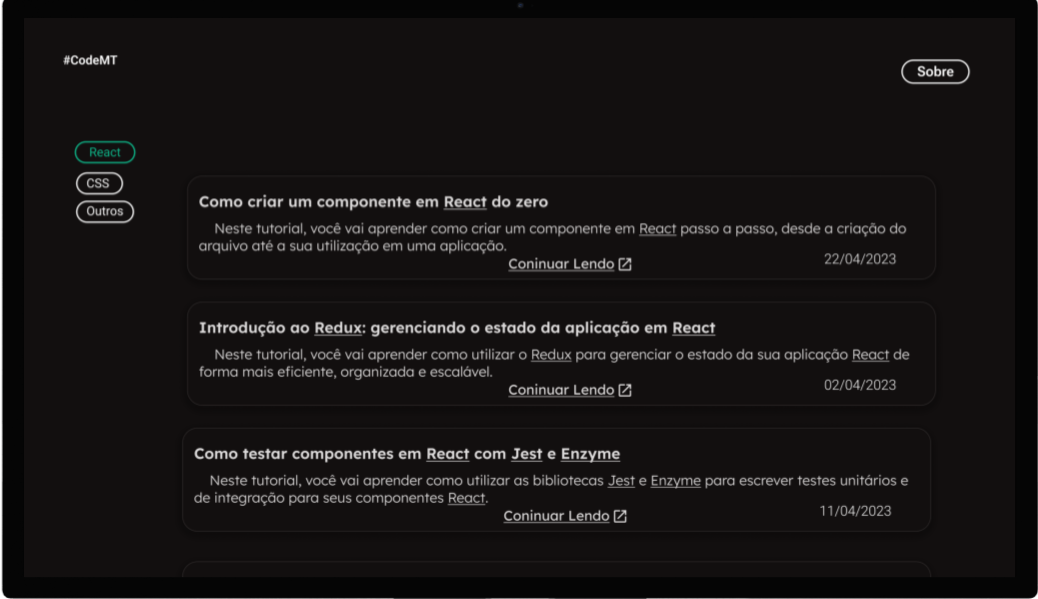 #CodeMT
Sobre
React
CSS
Outros
Como criar um componente em React do zero
Neste tutorial, você vai aprender como criar um componente em React passo a passo, desde a criação do
arquivo até a sua utilização em uma aplicação.
Coninuar Lendo
22/04/2023
Introdução ao Redux: gerenciando o estado da aplicação em React
Neste tutorial, você vai aprender como utilizar o Redux para gerenciar o estado da sua aplicação React de
forma mais eficiente, organizada e escalável.
Coninuar Lendo
02/04/2023
Como testar componentes em React com Jest e Enzyme
Neste tutorial, você vai aprender como utilizar as bibliotecas Jest e Enzyme para escrever testes unitários e
de integração para seus componentes React.
Coninuar Lendo
11/04/2023